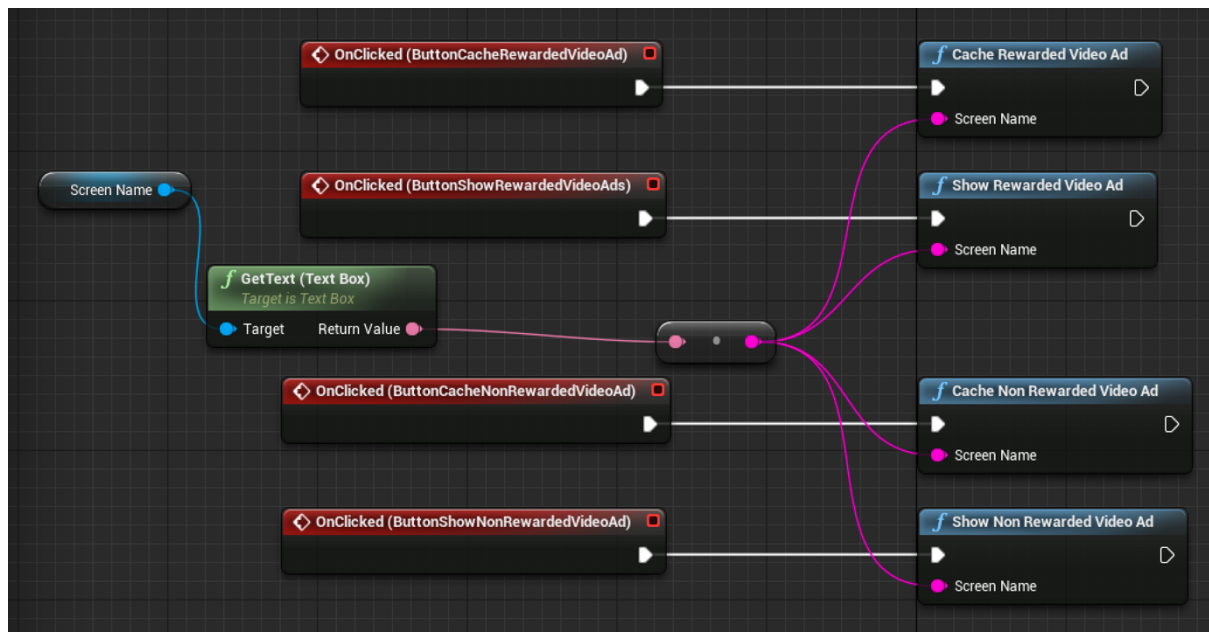 OnClicked (ButtonCacheRewardedVideoAd)
Cache Rewarded Video Ad
Screen Name
Screen Name
OnClicked (ButtonShowRewardedVideoAds)
Show Rewarded Video Ad
Screen Name
f GetText (Text Box)
Target is Text Box
Target Return Value
OnClicked (ButtonCacheNonRewardedVideoAd)
Cache Non Rewarded Video Ad
Screen Name
OnClicked (ButtonShowNonRewardedVideoAd)
Show Non Rewarded Video Ad
Screen Name